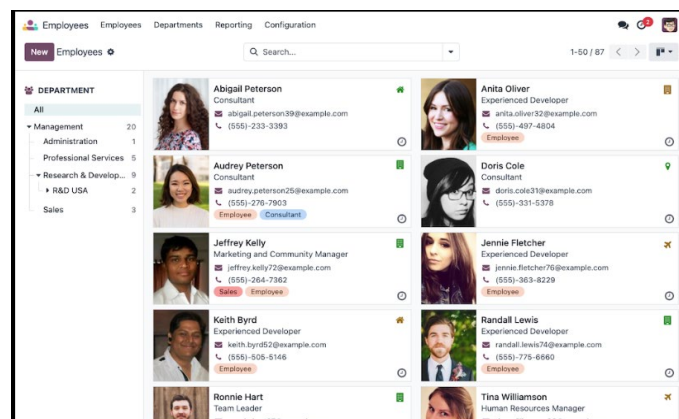 Employees Employees Departments Reporting Configuration 2
New Employees Search... 1-50 / 87
DEPARTMENT
All
Management 20
Administration 1
Professional Services 5
Research & Develop... 9
R&D USA 2
Sales 3
Abigail Peterson
Consultant
abigail.peterson39@example.com
(555)-233-3393
Anita Oliver
Experienced Developer
anita.oliver32@example.com
(555)-497-4804
Employee
Audrey Peterson
Consultant
audrey.peterson25@example.com
(555)-276-7903
Employee Consultant
Doris Cole
Consultant
doris.cole31@example.com
(555)-331-5378
Jeffrey Kelly
Marketing and Community Manager
jeffrey.kelly72@example.com
(555)-264-7362
Sales Employee
Jennie Fletcher
Experienced Developer
jennie.fletcher76@example.com
(555)-363-8229
Employee
Keith Byrd
Experienced Developer
keith.byrd52@example.com
(555)-505-5146
Employee
Randall Lewis
Experienced Developer
randall.lewis74@example.com
(555)-775-6660
Employee
Ronnie Hart
Team Leader
Tina Williamson
Human Resources Manager